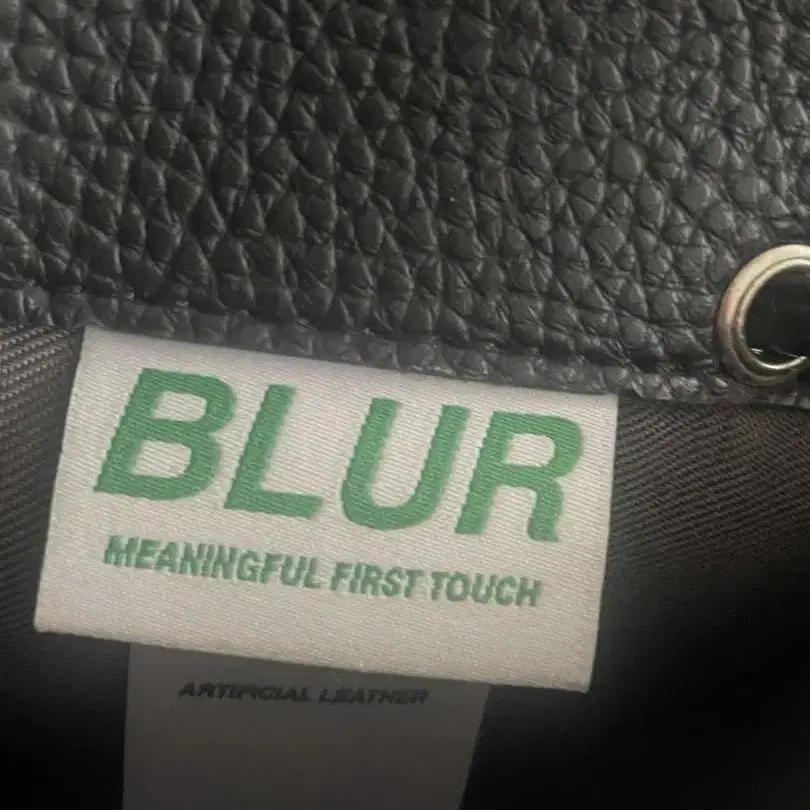 BLUR
MEANINGFUL FIRST TOUCH
ARTIFICIAL LEATHER